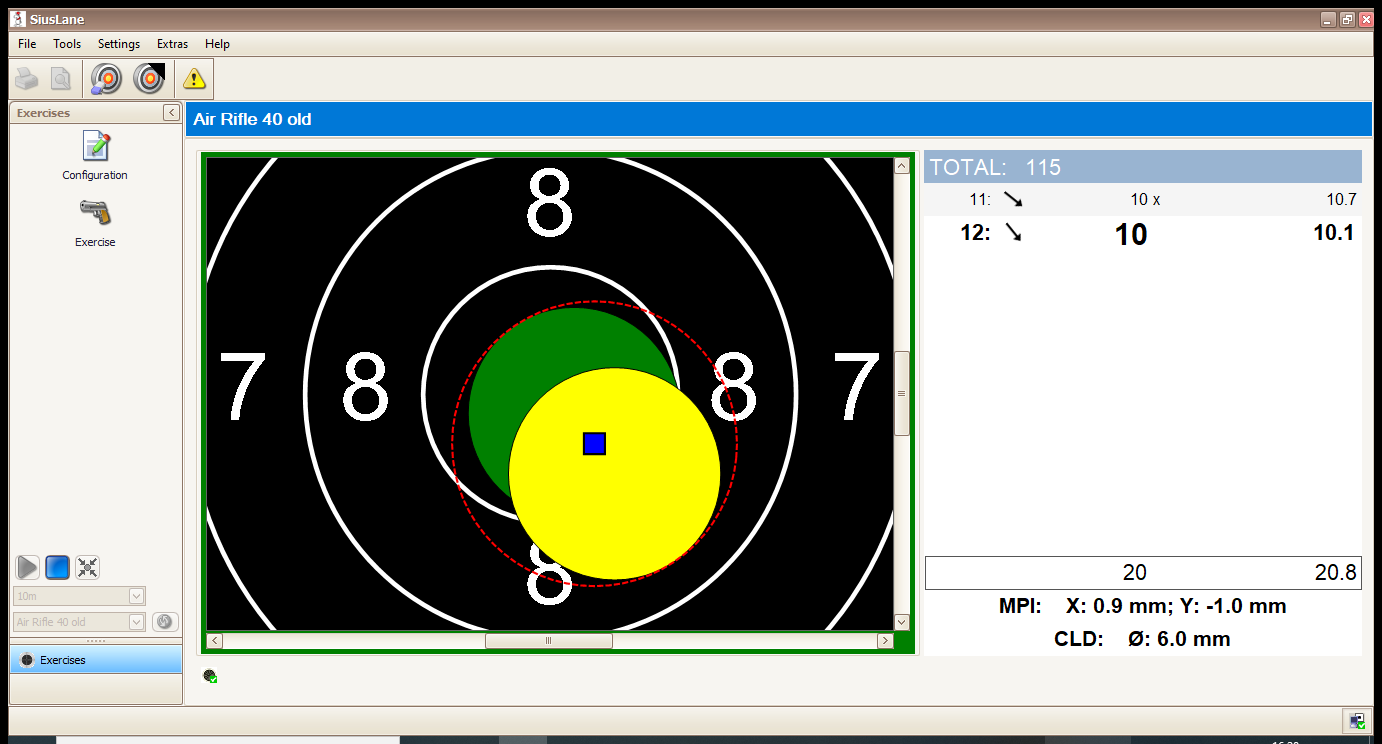 SiusLane
File Tools Settings Extras Help
Exercises
Air Rifle 40 old
Configuration
Exercise
8
7 8 8 7
8
TOTAL: 115
11: 10 x 10.7
12: 10 10.1
20 20.8
MPI: X: 0.9 mm; Y: -1.0 mm
CLD: Ø: 6.0 mm
10m
Air Rifle 40 old
Exercises